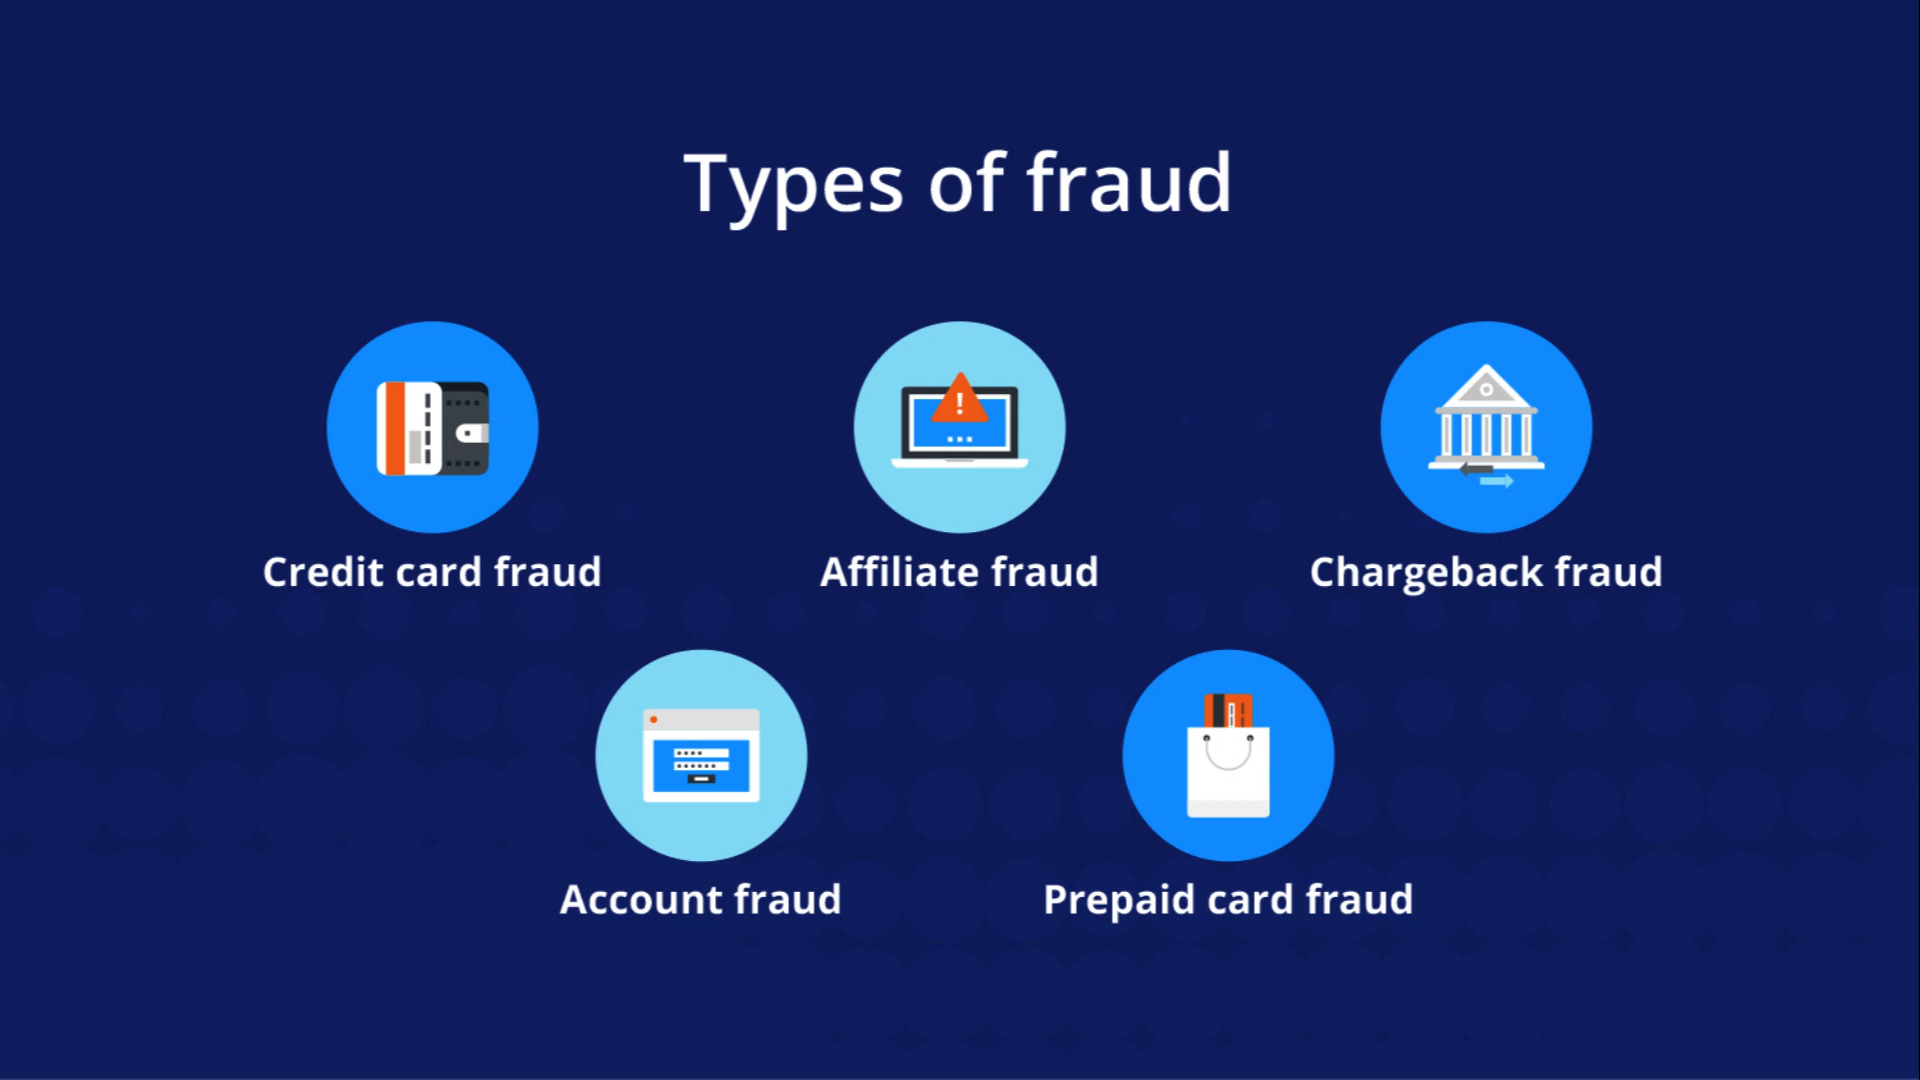 Types of fraud
Credit card fraud
Affiliate fraud
Chargeback fraud
Account fraud
Prepaid card fraud